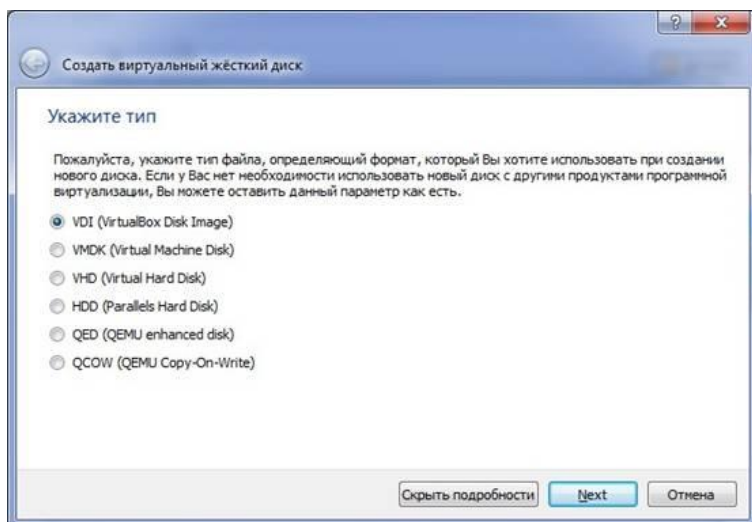 Создать виртуальный жёсткий диск
Укажите тип
Пожалуйста, укажите тип файла, определяющий формат, который Вы хотите использовать при создании
нового диска. Если у Вас нет необходимости использовать новый диск с другими продуктами программной
виртуализации, Вы можете оставить данный параметр как есть.
VDI (VirtualBox Disk Image)
VMDK (Virtual Machine Disk)
VHD (Virtual Hard Disk)
HDD (Parallels Hard Disk)
QED (QEMU enhanced disk)
QCOW (QEMU Copy-On-Write)
Скрыть подробности Next Отмена